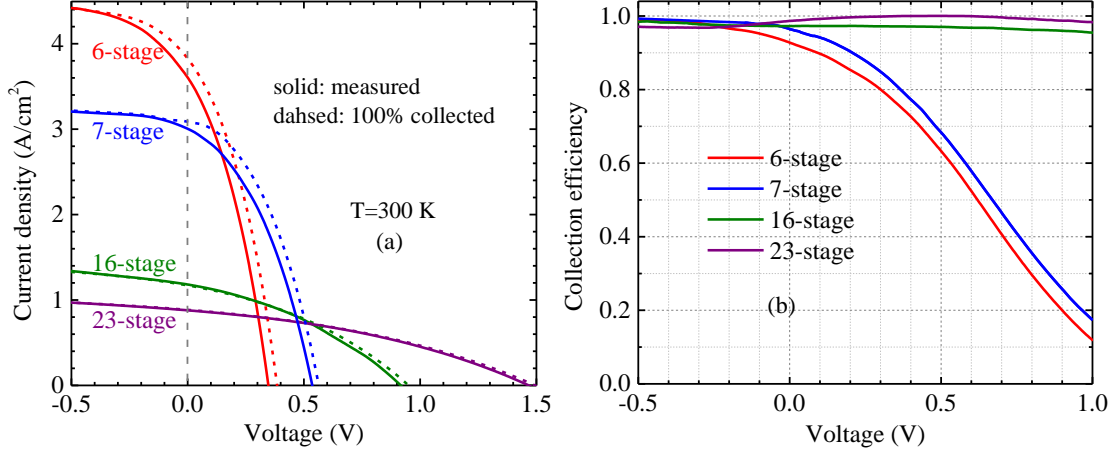 4
3
2
1
0
-0.5
0.0
0.5
1.0
1.5
Current density (A/cm2)
Voltage (V)
6-stage
solid: measured
dahsed: 100% collected
7-stage
T=300 K
(a)
16-stage
23-stage
1.0
0.8
0.6
0.4
0.2
0.0
-0.5
0.0
0.5
1.0
Collection efficiency
Voltage (V)
6-stage
7-stage
16-stage
23-stage
(b)